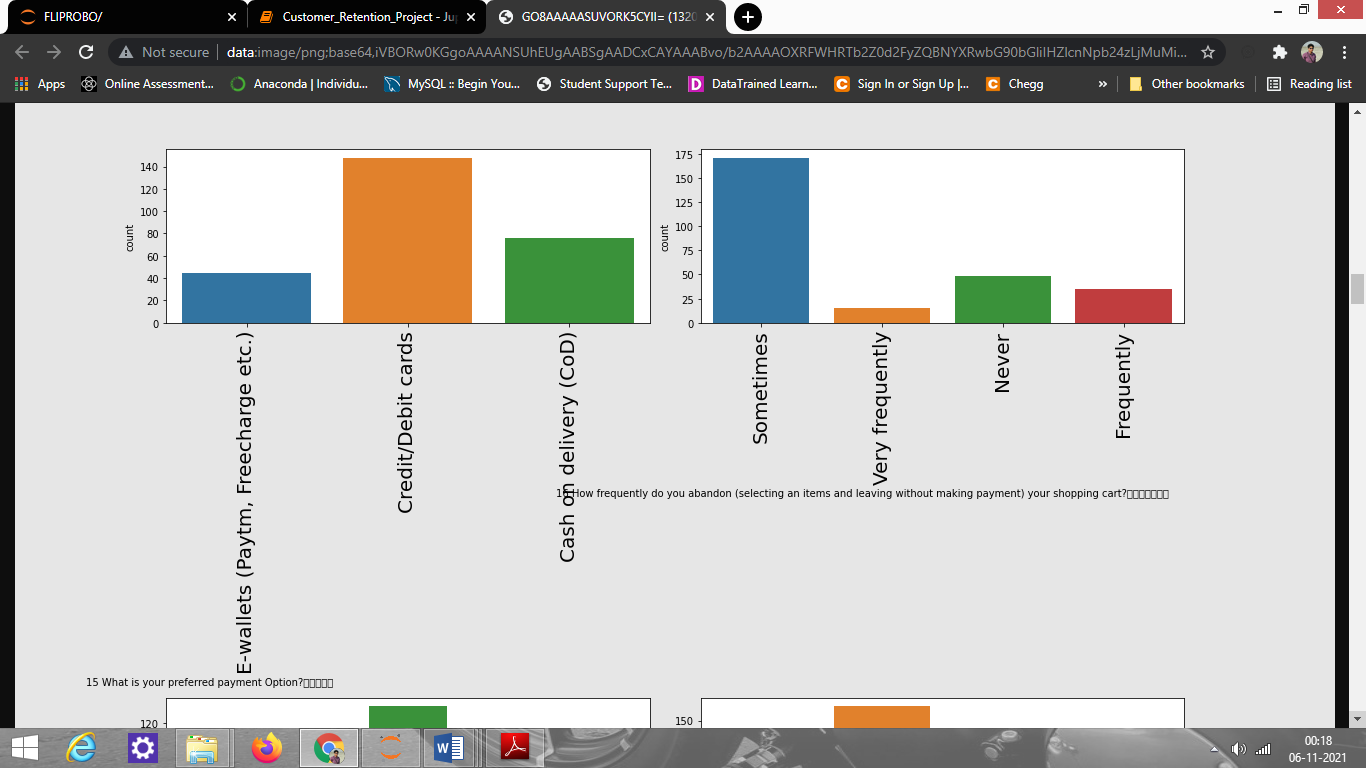 FLIPROBO/
Customer_Retention_Project - Ju
GO8AAAAASUVORK5CYII= (1320
Not secure
data:image/png;base64,iVBORw0KGgoAAAANSUhEUgAABSgAADCxCAYAAABvo/b2AAAAOXRFWHRTb2Z0d2FyZQBNYXRwbG90bGliIHZlcnNpb24zLjMuMi...
Apps
Online Assessment...
Anaconda | Individu...
MySQL :: Begin You...
Student Support Te...
DataTrained Learn...
Sign In or Sign Up |...
Chegg
»
Other bookmarks
Reading list
140
120
100
80
60
40
20
0
count
E-wallets (Paytm, Freecharge etc.)
Credit/Debit cards
Cash on delivery (CoD)
15 What is your preferred payment Option?
175
150
125
100
75
50
25
0
count
Sometimes
Very frequently
Never
Frequently
16 How frequently do you abandon (selecting an items and leaving without making payment) your shopping cart?
120
150
00:18
06-11-2021